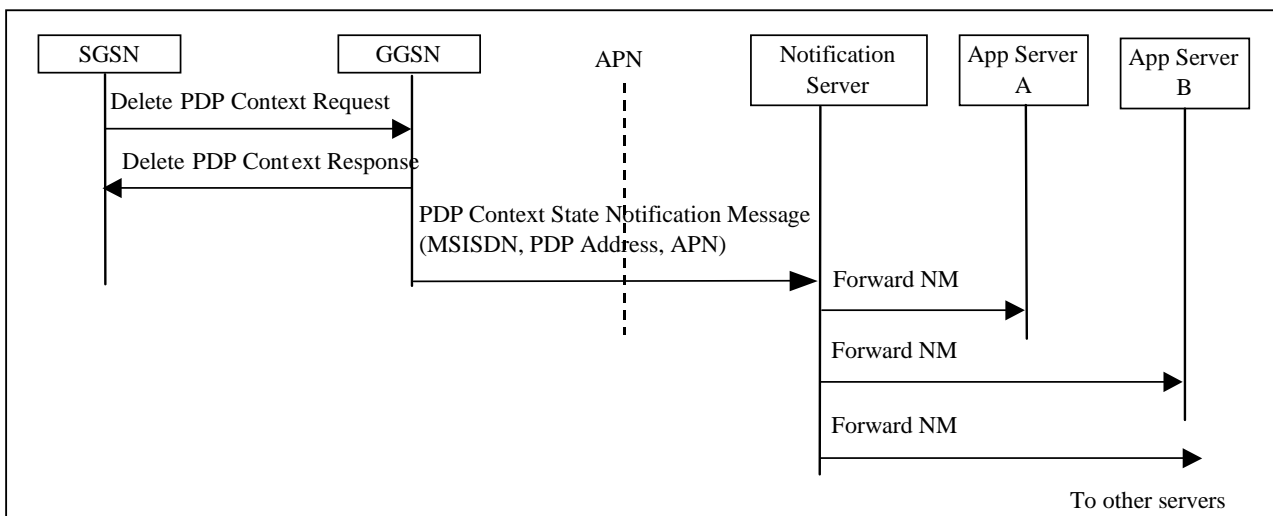 SGSN
GGSN
APN
Notification
Server
App Server
A
App Server
B
Delete PDP Context Request
Delete PDP Context Response
PDP Context State Notification Message
(MSISDN, PDP Address, APN)
Forward NM
Forward NM
Forward NM
To other servers